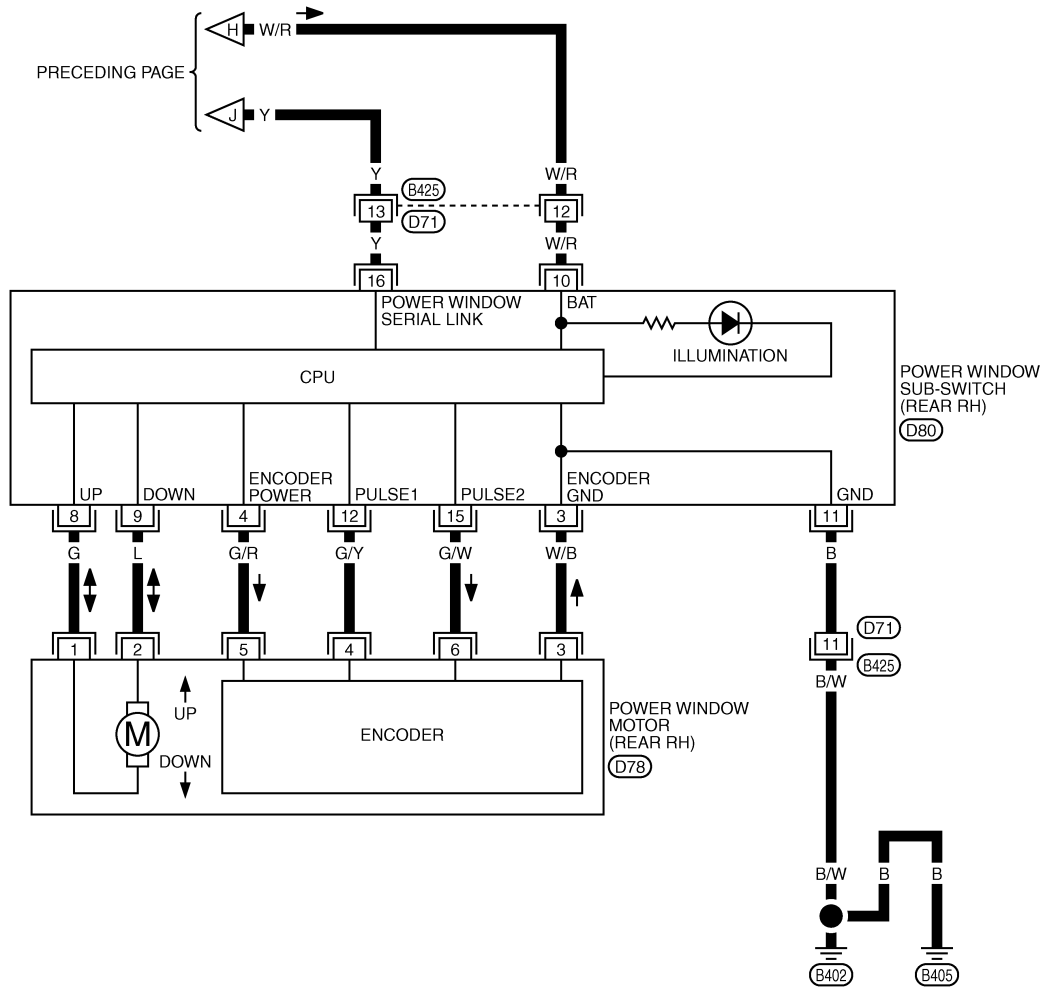 H W/R
PRECEDING PAGE
J Y
Y W/R
B425
13 12
D71
Y W/R
16 10
POWER WINDOW
SERIAL LINK
BAT
ILLUMINATION
CPU
POWER WINDOW
SUB-SWITCH
(REAR RH)
D80
UP DOWN
ENCODER
POWER
PULSE1 PULSE2
ENCODER
GND
GND
8 9 4 12 15 3 11
G L G/R G/Y G/W W/B B
D71
11
B425
1 2 5 4 6 3
B/W
UP
M
DOWN
ENCODER
POWER WINDOW
MOTOR
(REAR RH)
D78
B/W B B
B402 B405